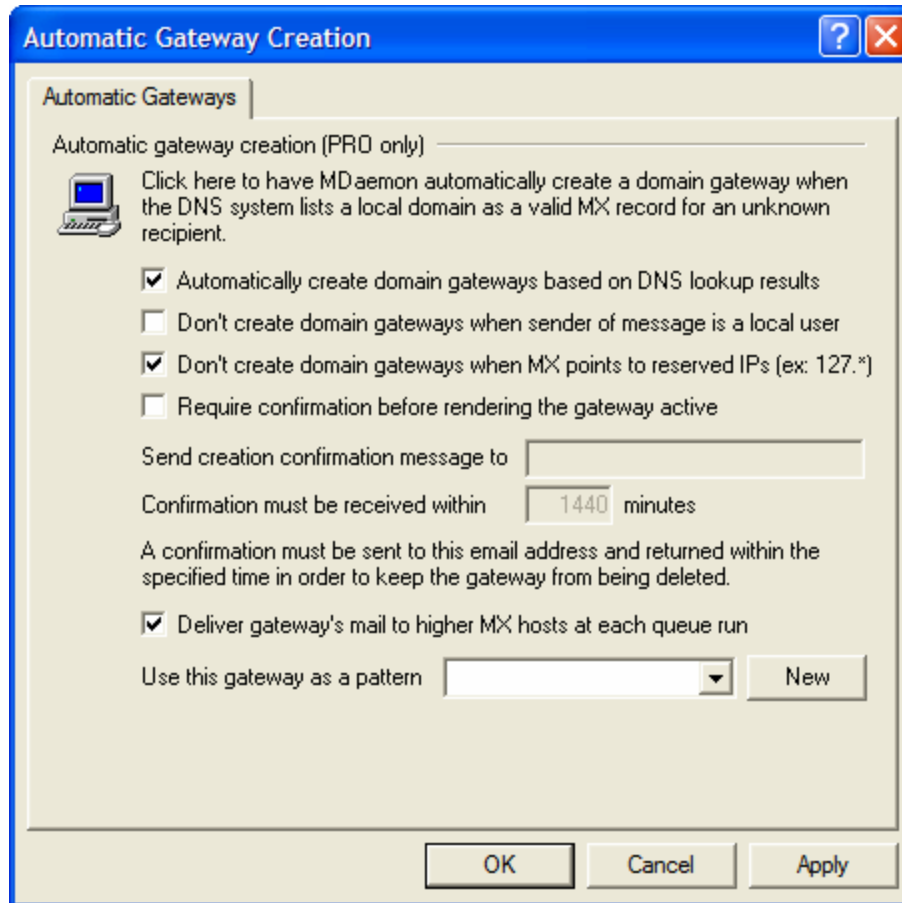 Automatic Gateway Creation
Automatic Gateways
Automatic gateway creation (PRO only)
Click here to have MDaemon automatically create a domain gateway when
the DNS system lists a local domain as a valid MX record for an unknown
recipient.
Automatically create domain gateways based on DNS lookup results
Don't create domain gateways when sender of message is a local user
Don't create domain gateways when MX points to reserved IPs (ex: 127.*)
Require confirmation before rendering the gateway active
Send creation confirmation message to
Confirmation must be received within 1440 minutes
A confirmation must be sent to this email address and returned within the
specified time in order to keep the gateway from being deleted.
Deliver gateway's mail to higher MX hosts at each queue run
Use this gateway as a pattern New
OK Cancel Apply